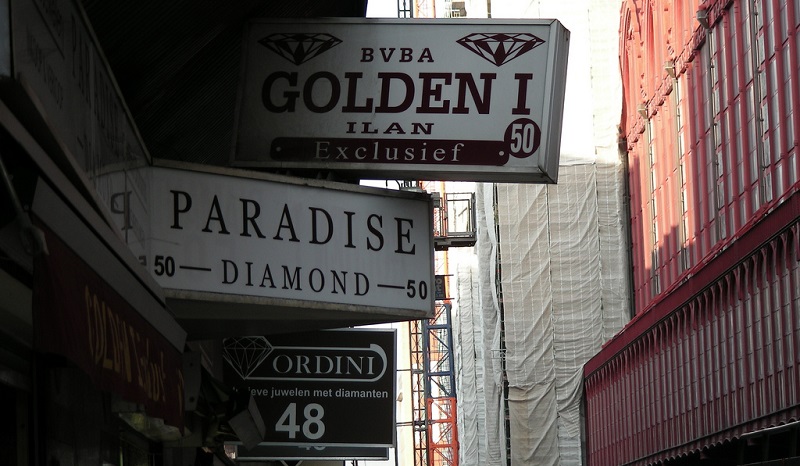 BVBA
GOLDEN I
ILAN
50
Exclusief
PARADISE
50 — DIAMOND — 50
ORDINI
eve juwelen met diamanten
48